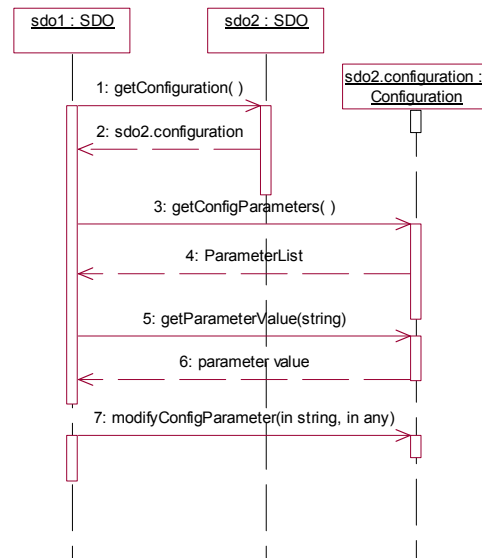 sdo1 : SDO
sdo2 : SDO
sdo2.configuration :
Configuration
1: getConfiguration( )
2: sdo2.configuration
3: getConfigParameters( )
4: ParameterList
5: getParameterValue(string)
6: parameter value
7: modifyConfigParameter(in string, in any)